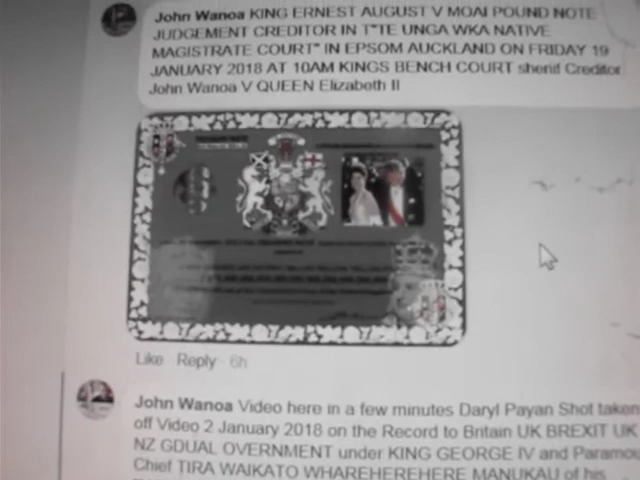 John Wanoa KING ERNEST AUGUST V MOAI POUND NOTE
JUDGEMENT CREDITOR IN T"TE UNGA WKA NATIVE
MAGISTRATE COURT" IN EPSOM AUCKLAND ON FRIDAY 19
JANUARY 2018 AT 10AM KINGS BENCH COURT sherrif Creditor
John Wanoa V QUEEN Elizabeth II
Like Reply 6h
John Wanoa Video here in a few minutes Daryl Payan Shot taken
off Video 2 January 2018 on the Record to Britain UK BREXIT UK
NZ GDUAL OVERNMENT under KING GEORGE IV and Paramou
Chief TIRA WAIKATO WHAREHEREHERE MANUKAU of his